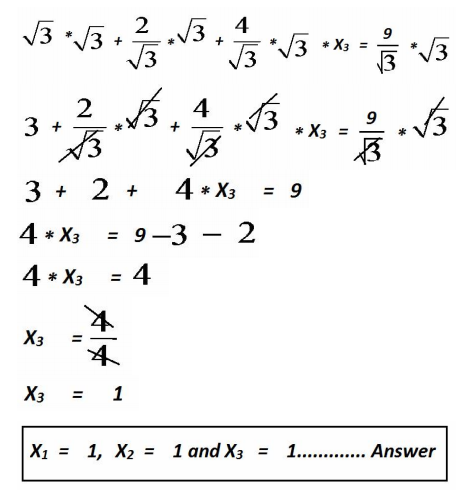 √3 * √3 + 2/√3 * √3 + 4/√3 * √3 * X₃ = 9/√3 * √3
3 + 2/√3 * √3 + 4/√3 * √3 * X₃ = 9/√3 * √3
3 + 2 + 4 * X₃ = 9
4 * X₃ = 9 – 3 – 2
4 * X₃ = 4
X₃ = 4/4
X₃ = 1
X₁ = 1, X₂ = 1 and X₃ = 1............. Answer